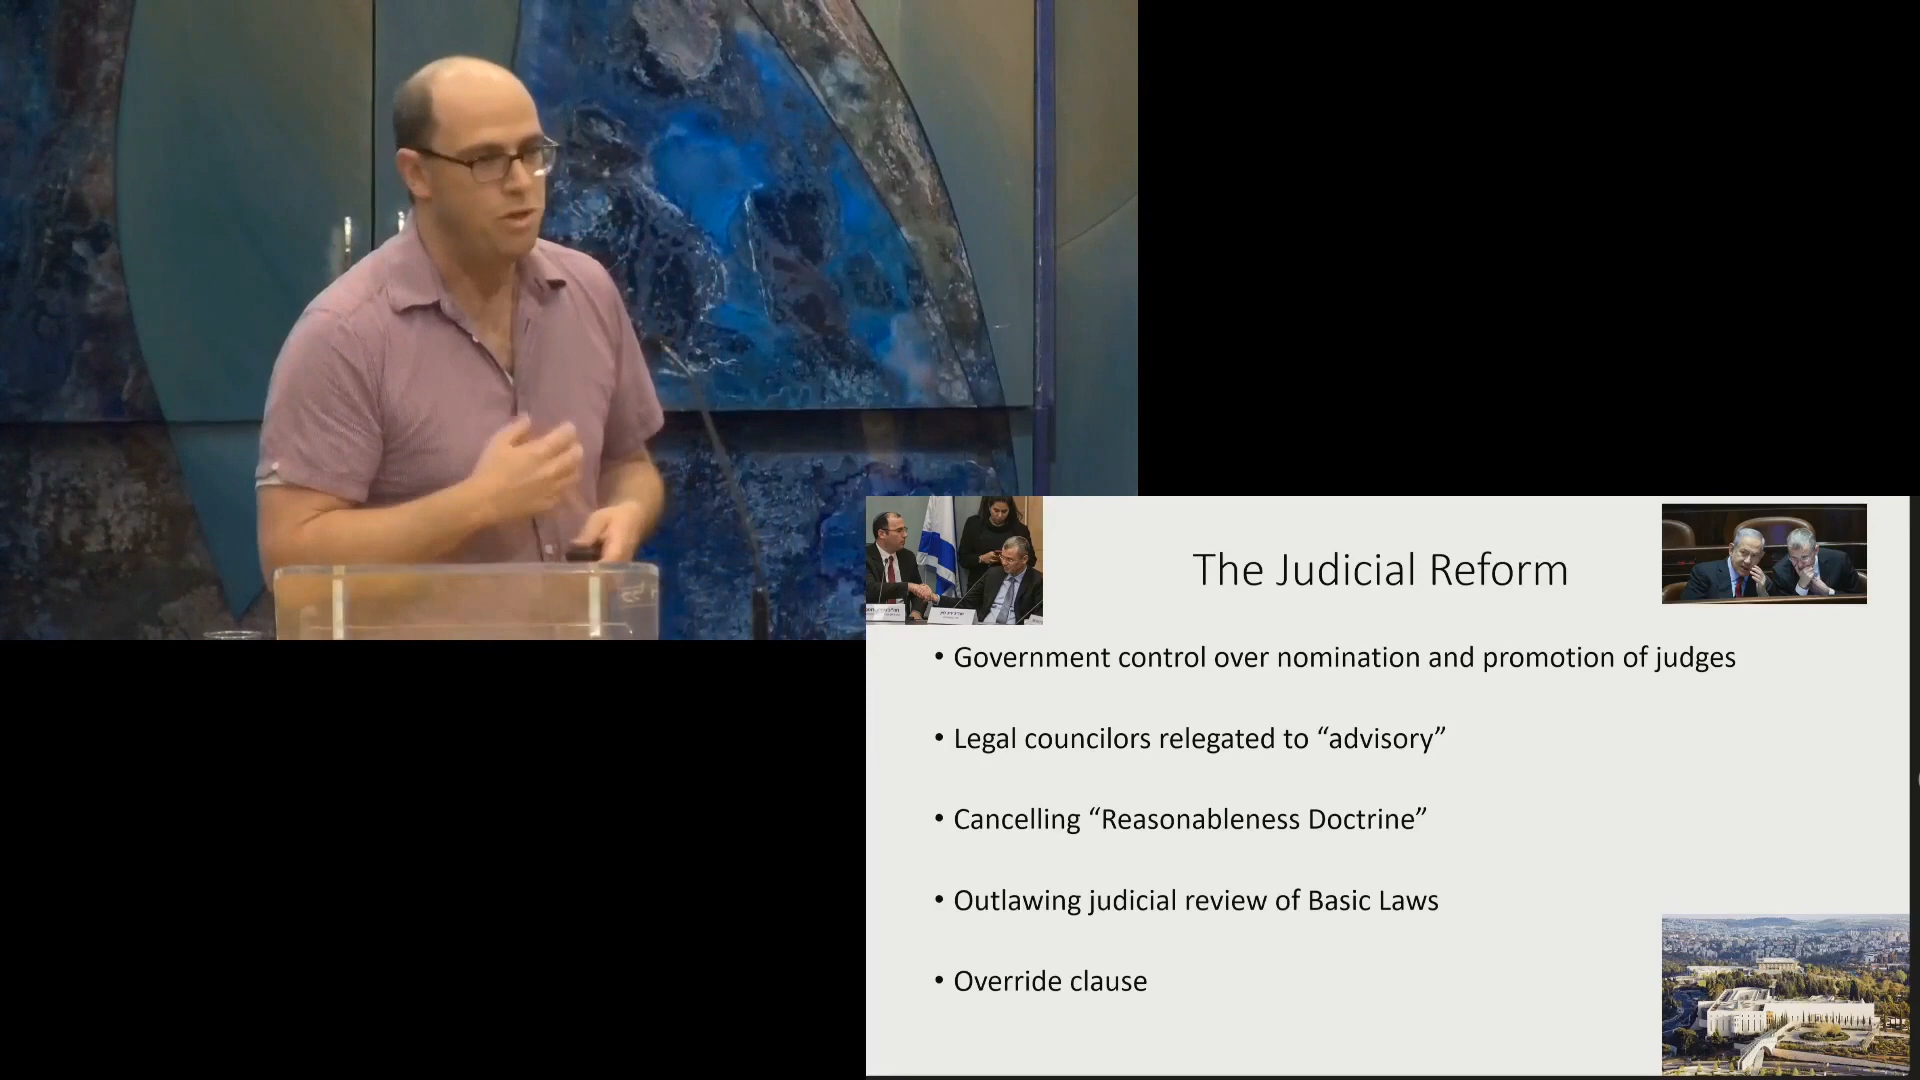 The Judicial Reform
• Government control over nomination and promotion of judges
• Legal councilors relegated to “advisory”
• Cancelling “Reasonableness Doctrine”
• Outlawing judicial review of Basic Laws
• Override clause